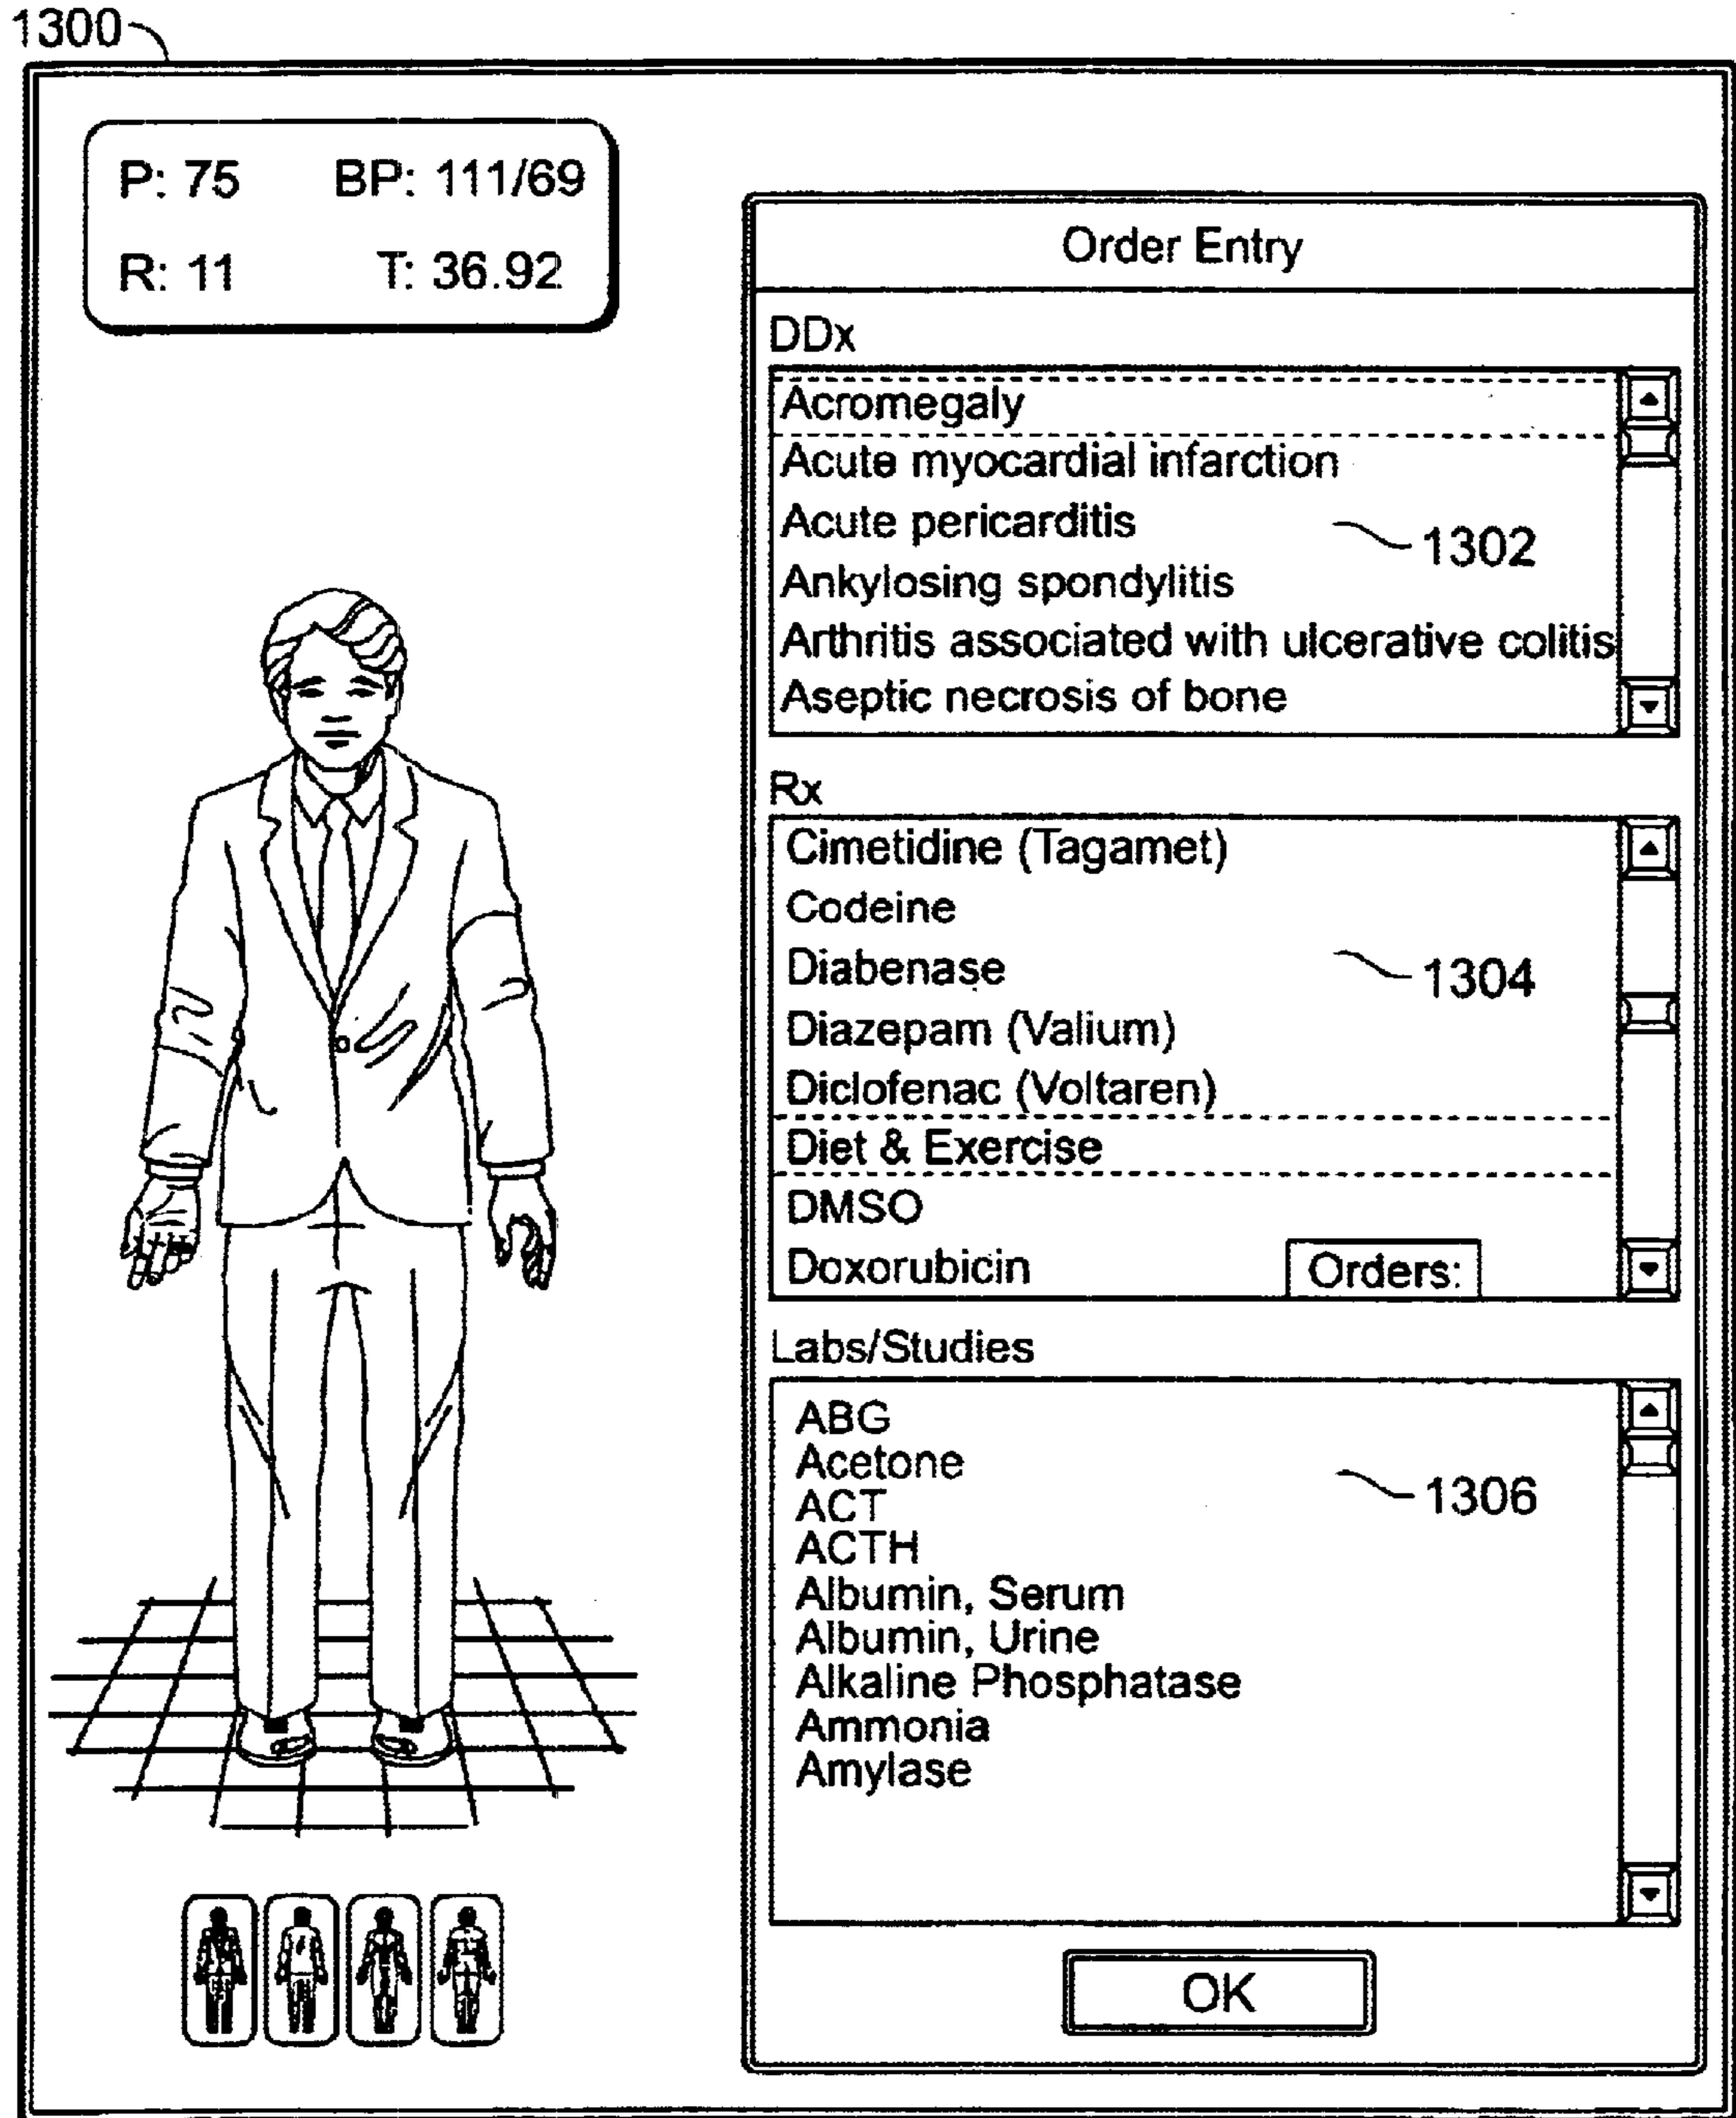 1300
P: 75 BP: 111/69
R: 11 T: 36.92
Order Entry
DDx
Acromegaly
Acute myocardial infarction
Acute pericarditis
1302
Ankylosing spondylitis
Arthritis associated with ulcerative colitis
Aseptic necrosis of bone
Rx
Cimetidine (Tagamet)
Codeine
Diabenase
1304
Diazepam (Valium)
Diclofenac (Voltaren)
Diet & Exercise
DMSO
Doxorubicin
Orders:
Labs/Studies
ABG
Acetone
1306
ACT
ACTH
Albumin, Serum
Albumin, Urine
Alkaline Phosphatase
Ammonia
Amylase
OK